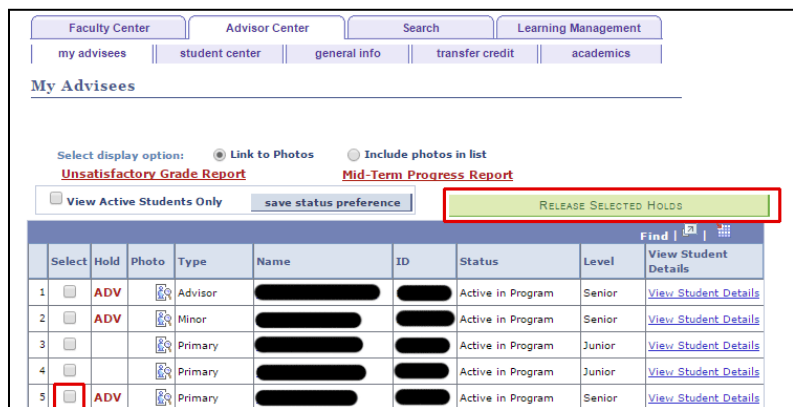 Faculty Center Advisor Center Search Learning Management
my advisees student center general info transfer credit academics
My Advisees
Select display option: Link to Photos Include photos in list
Unsatisfactory Grade Report Mid-Term Progress Report
View Active Students Only save status preference RELEASE SELECTED HOLDS
Find | |
Select Hold Photo Type Name ID Status Level View Student Details
1 ADV Advisor Active in Program Senior View Student Details
2 ADV Minor Active in Program Senior View Student Details
3 Primary Active in Program Junior View Student Details
4 Primary Active in Program Junior View Student Details
5 ADV Primary Active in Program Senior View Student Details